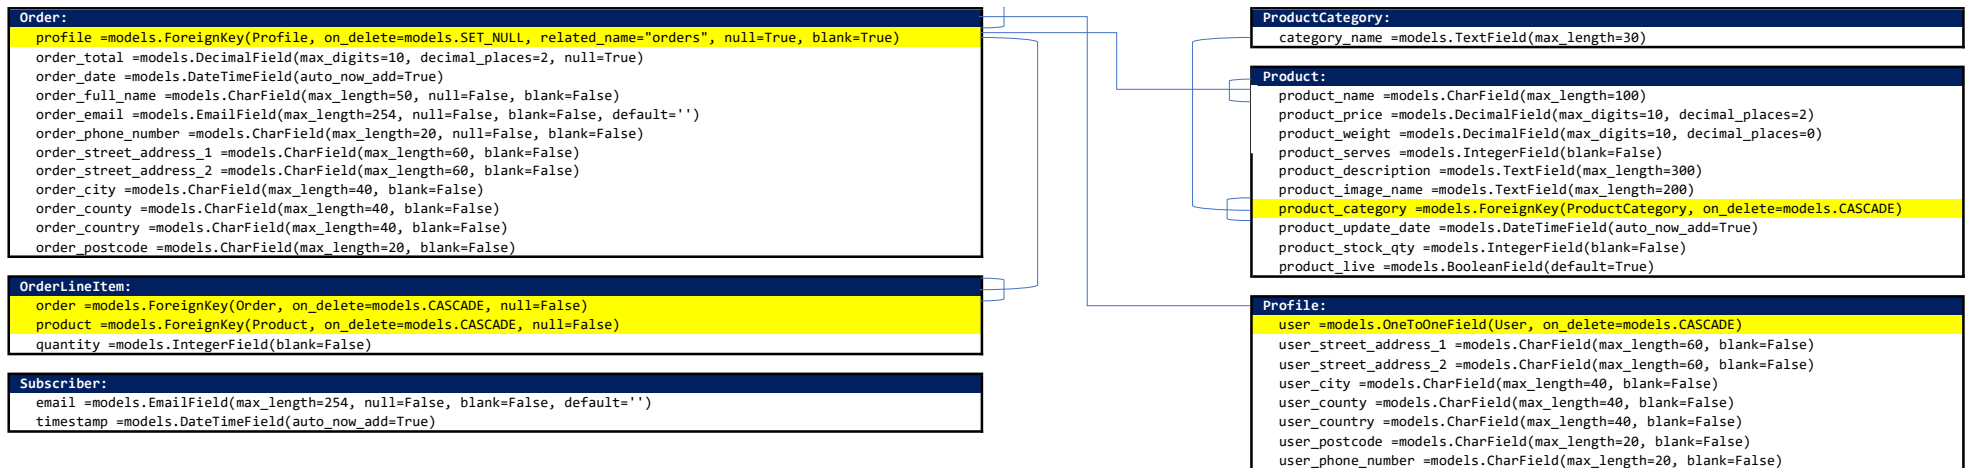 Order:
profile =models.ForeignKey(Profile, on_delete=models.SET_NULL, related_name="orders", null=True, blank=True)
order_total =models.DecimalField(max_digits=10, decimal_places=2, null=True)
order_date =models.DateTimeField(auto_now_add=True)
order_full_name =models.CharField(max_length=50, null=False, blank=False)
order_email =models.EmailField(max_length=254, null=False, blank=False, default='')
order_phone_number =models.CharField(max_length=20, null=False, blank=False)
order_street_address_1 =models.CharField(max_length=60, blank=False)
order_street_address_2 =models.CharField(max_length=60, blank=False)
order_city =models.CharField(max_length=40, blank=False)
order_county =models.CharField(max_length=40, blank=False)
order_country =models.CharField(max_length=40, blank=False)
order_postcode =models.CharField(max_length=20, blank=False)
OrderLineItem:
order =models.ForeignKey(Order, on_delete=models.CASCADE, null=False)
product =models.ForeignKey(Product, on_delete=models.CASCADE, null=False)
quantity =models.IntegerField(blank=False)
Subscriber:
email =models.EmailField(max_length=254, null=False, blank=False, default='')
timestamp =models.DateTimeField(auto_now_add=True)
ProductCategory:
category_name =models.TextField(max_length=30)
Product:
product_name =models.CharField(max_length=100)
product_price =models.DecimalField(max_digits=10, decimal_places=2)
product_weight =models.DecimalField(max_digits=10, decimal_places=0)
product_serves =models.IntegerField(blank=False)
product_description =models.TextField(max_length=300)
product_image_name =models.TextField(max_length=200)
product_category =models.ForeignKey(ProductCategory, on_delete=models.CASCADE)
product_update_date =models.DateTimeField(auto_now_add=True)
product_stock_qty =models.IntegerField(blank=False)
product_live =models.BooleanField(default=True)
Profile:
user =models.OneToOneField(User, on_delete=models.CASCADE)
user_street_address_1 =models.CharField(max_length=60, blank=False)
user_street_address_2 =models.CharField(max_length=60, blank=False)
user_city =models.CharField(max_length=40, blank=False)
user_county =models.CharField(max_length=40, blank=False)
user_country =models.CharField(max_length=40, blank=False)
user_postcode =models.CharField(max_length=20, blank=False)
user_phone_number =models.CharField(max_length=20, blank=False)